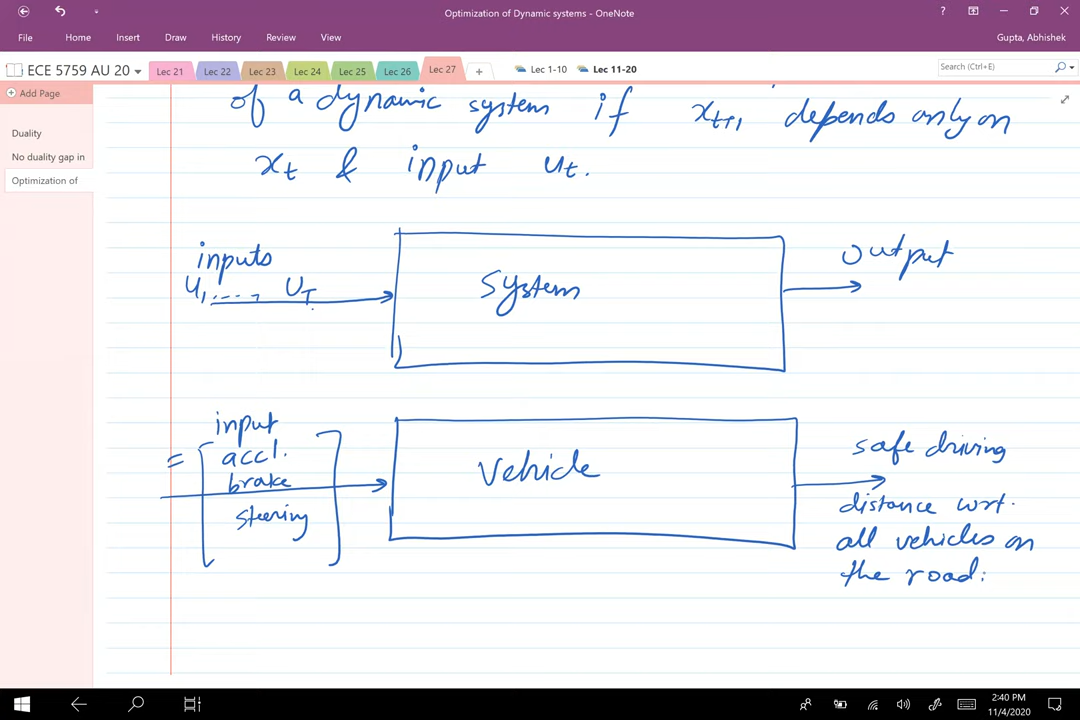 Optimization of Dynamic systems - OneNote
?
File Home Insert Draw History Review View Gupta, Abhishek
ECE 5759 AU 20 Lec 21 Lec 22 Lec 23 Lec 24 Lec 25 Lec 26 Lec 27 + Lec 1-10 Lec 11-20 Search (Ctrl+E)
Add Page
Duality
No duality gap in
Optimization of
of a dynamic system if x_{t+1} depends only on
x_t & input u_t.
inputs
u_1, ...., u_T
System
output
input
= accl.
brake
steering
Vehicle
safe driving
distance wrt.
all vehicles on
the road.
2:40 PM
11/4/2020